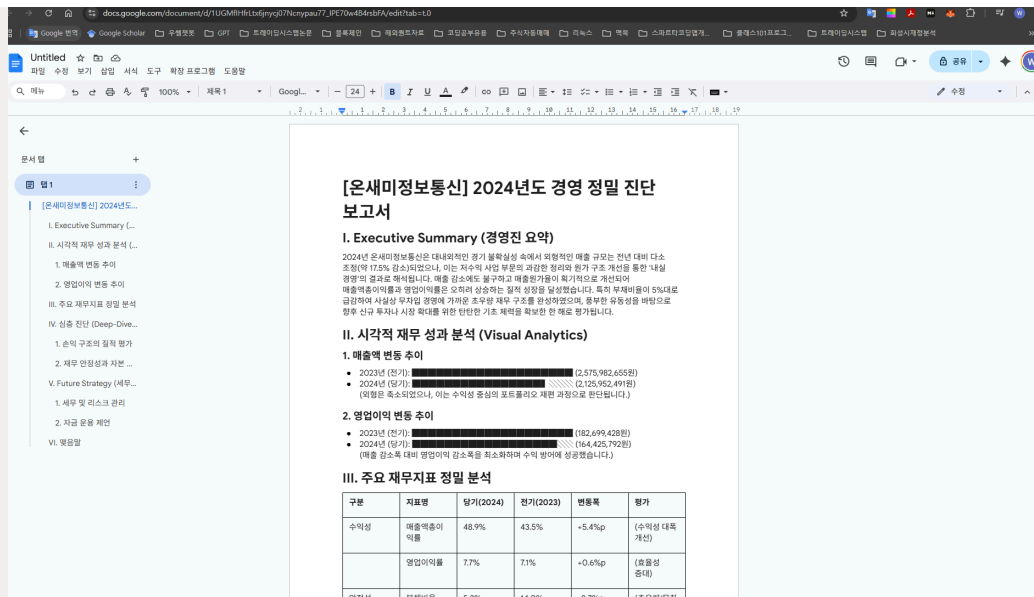 docs.google.com/document/d/1UGMflHfrLtx6jnycj07Ncnypau77_IPE70w484rsbFA/edit?tab=t.0
Google 번역 Google Scholar 우쉘챗봇 GPT 트레이딩시스템논문 블록체인 해외퀀트자료 코딩공부유용 주식자동매매 리눅스 맥북 스파르타코딩앱개... 클래스101프로그... 트레이딩시스템 화성시재정분석
Untitled
파일 수정 보기 삽입 서식 도구 확장 프로그램 도움말
공유
메뉴 100% 제목 1 Googl... 24 B I U A 수정
2 1 1 2 3 4 5 6 7 8 9 10 11 12 13 14 15 16 17 18 19
문서 탭
탭 1
[온새미정보통신] 2024년도...
I. Executive Summary (...
II. 시각적 재무 성과 분석 (...
1. 매출액 변동 추이
2. 영업이익 변동 추이
III. 주요 재무지표 정밀 분석
IV. 심층 진단 (Deep-Dive...
1. 손익 구조의 질적 평가
2. 재무 안정성과 자본 ...
V. Future Strategy (세무...
1. 세무 및 리스크 관리
2. 자금 운용 제언
VI. 맺음말
[온새미정보통신] 2024년도 경영 정밀 진단
보고서
I. Executive Summary (경영진 요약)
2024년 온새미정보통신은 대내외적인 경기 불확실성 속에서 외형적인 매출 규모는 전년 대비 다소
조정(약 17.5% 감소)되었으나, 이는 저수익 사업 부문의 과감한 정리와 원가 구조 개선을 통한 '내실
경영'의 결과로 해석됩니다. 매출 감소에도 불구하고 매출원가율이 획기적으로 개선되어
매출액총이익률과 영업이익률은 오히려 상승하는 질적 성장을 달성했습니다. 특히 부채비율이 5%대로
급감하여 사실상 무차입 경영에 가까운 초우량 재무 구조를 완성하였으며, 풍부한 유동성을 바탕으로
향후 신규 투자나 시장 확대를 위한 탄탄한 기초 체력을 확보한 한 해로 평가됩니다.
II. 시각적 재무 성과 분석 (Visual Analytics)
1. 매출액 변동 추이
● 2023년 (전기): (2,575,982,655원)
● 2024년 (당기): (2,125,952,491원)
(외형은 축소되었으나, 이는 수익성 중심의 포트폴리오 재편 과정으로 판단됩니다.)
2. 영업이익 변동 추이
● 2023년 (전기): (182,699,428원)
● 2024년 (당기): (164,425,792원)
(매출 감소폭 대비 영업이익 감소폭을 최소화하며 수익 방어에 성공했습니다.)
III. 주요 재무지표 정밀 분석
구분 지표명 당기(2024) 전기(2023) 변동폭 평가
수익성 매출액총이익률 48.9% 43.5% +5.4%p (수익성 대폭 개선)
영업이익률 7.7% 7.1% +0.6%p (효율성 증대)